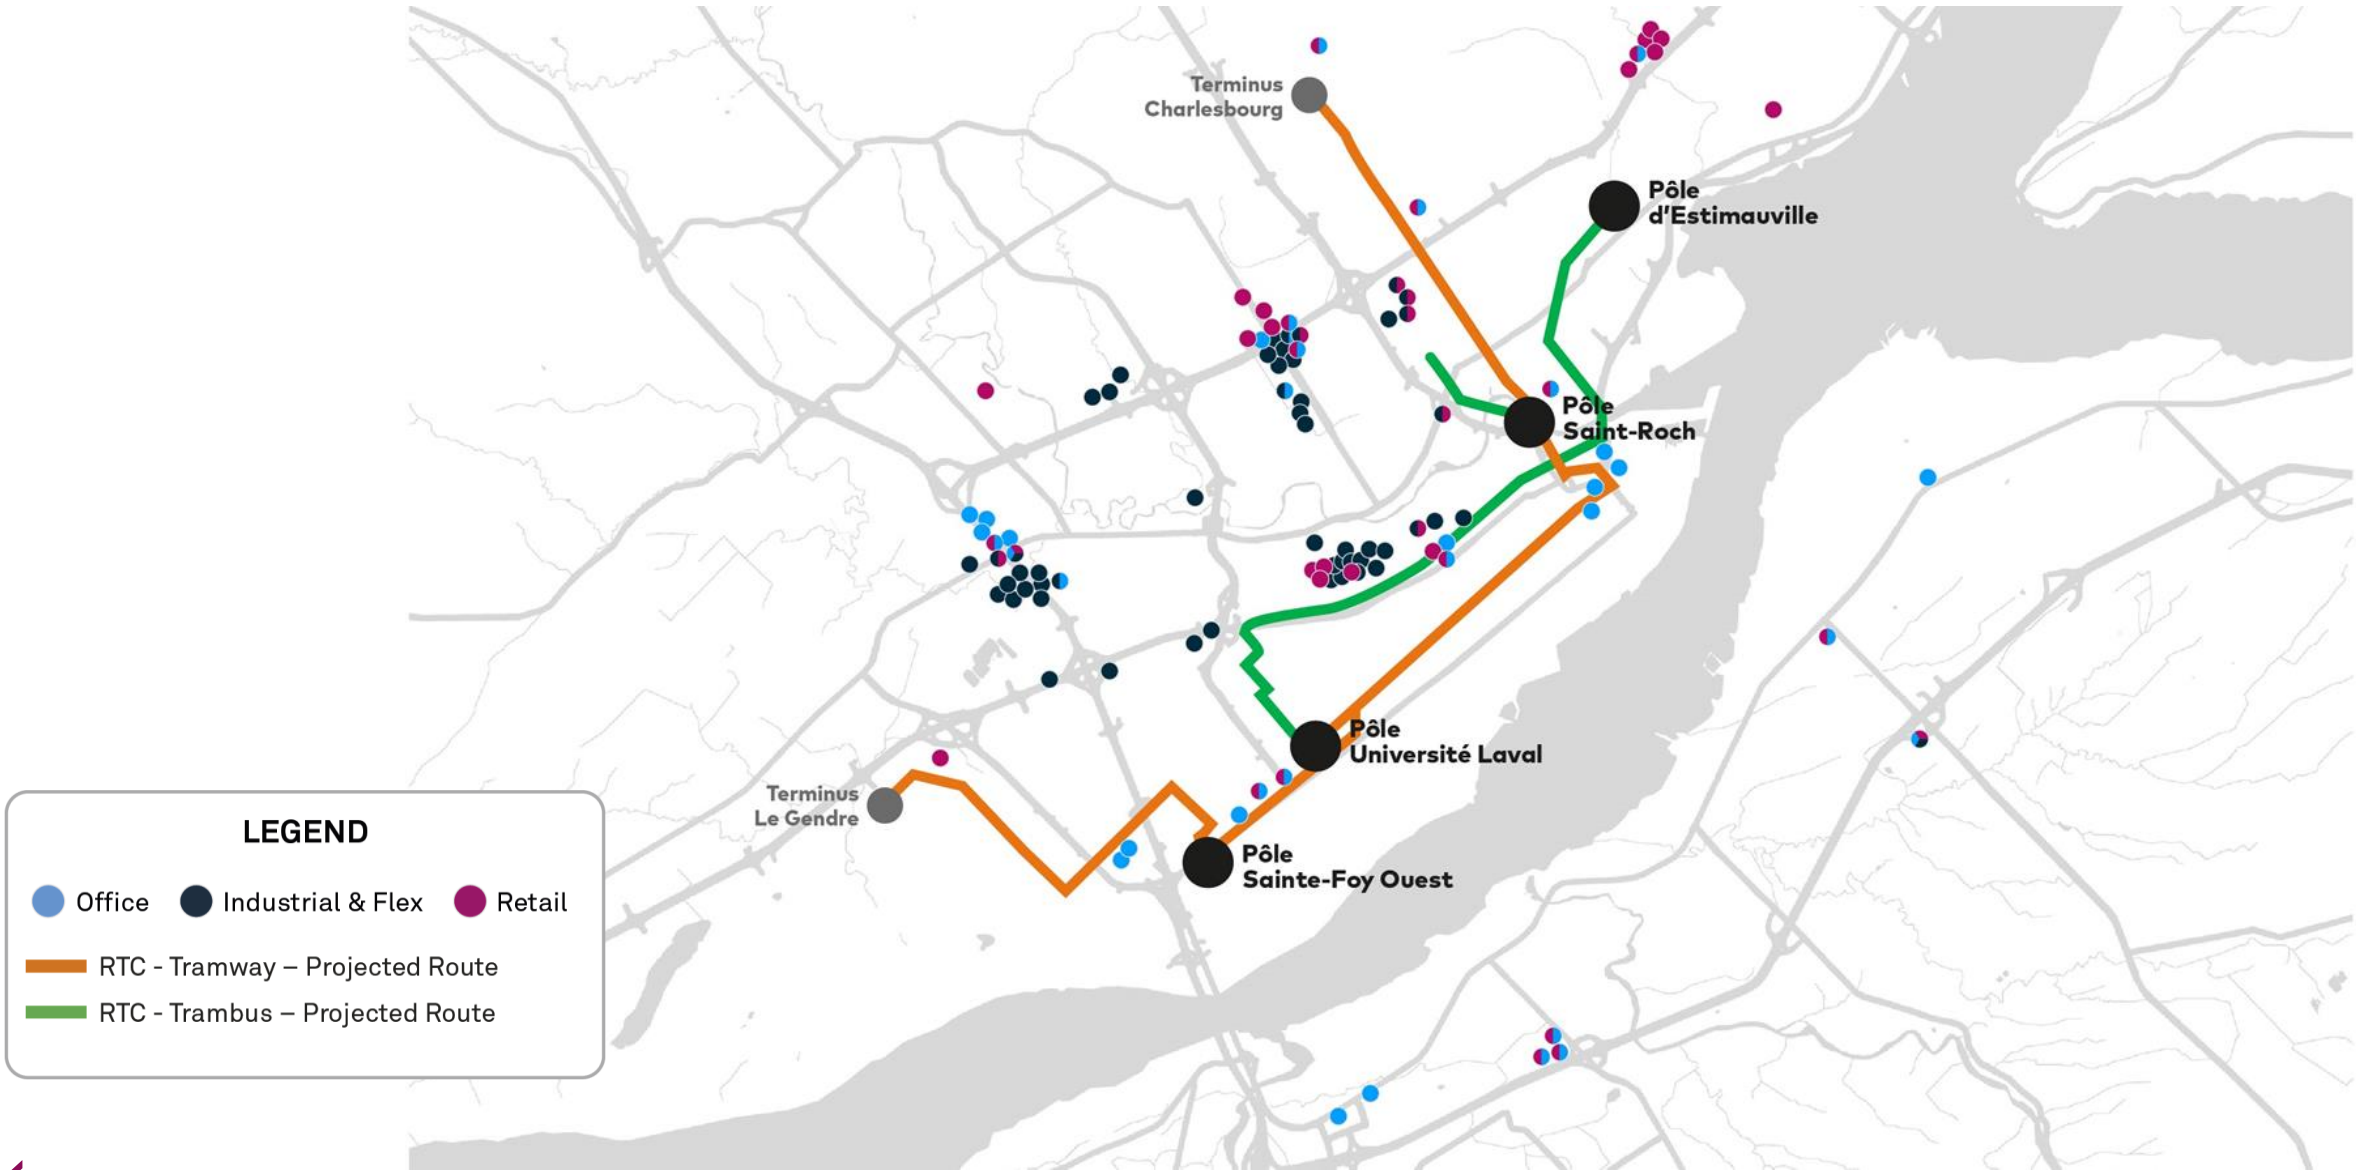 Terminus
Charlesbourg
Pôle
d'Estimauville
Pôle
Saint-Roch
Pôle
Université Laval
Terminus
Le Gendre
Pôle
Sainte-Foy Ouest
LEGEND
Office
Industrial & Flex
Retail
RTC - Tramway – Projected Route
RTC - Trambus – Projected Route